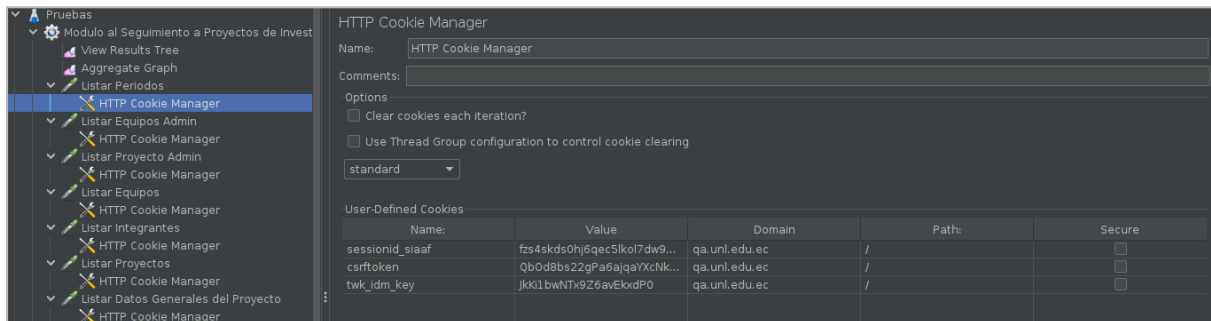 Pruebas
Modulo al Seguimiento a Proyectos de Invest
View Results Tree
Aggregate Graph
Listar Periodos
HTTP Cookie Manager
Listar Equipos Admin
HTTP Cookie Manager
Listar Proyecto Admin
HTTP Cookie Manager
Listar Equipos
HTTP Cookie Manager
Listar Integrantes
HTTP Cookie Manager
Listar Proyectos
HTTP Cookie Manager
Listar Datos Generales del Proyecto
HTTP Cookie Manager
HTTP Cookie Manager
Name: HTTP Cookie Manager
Comments:
Options
Clear cookies each iteration?
Use Thread Group configuration to control cookie clearing
standard
User-Defined Cookies
Name: Value Domain Path: Secure
sessionid_siaaf fzs4skds0hj6qec5lkol7dw9... qa.unl.edu.ec /
csrftoken QbOd8bs22gPa6ajqaYXcNk... qa.unl.edu.ec /
twk_idm_key JkKi1bwNTx9Z6avEkxdP0 qa.unl.edu.ec /